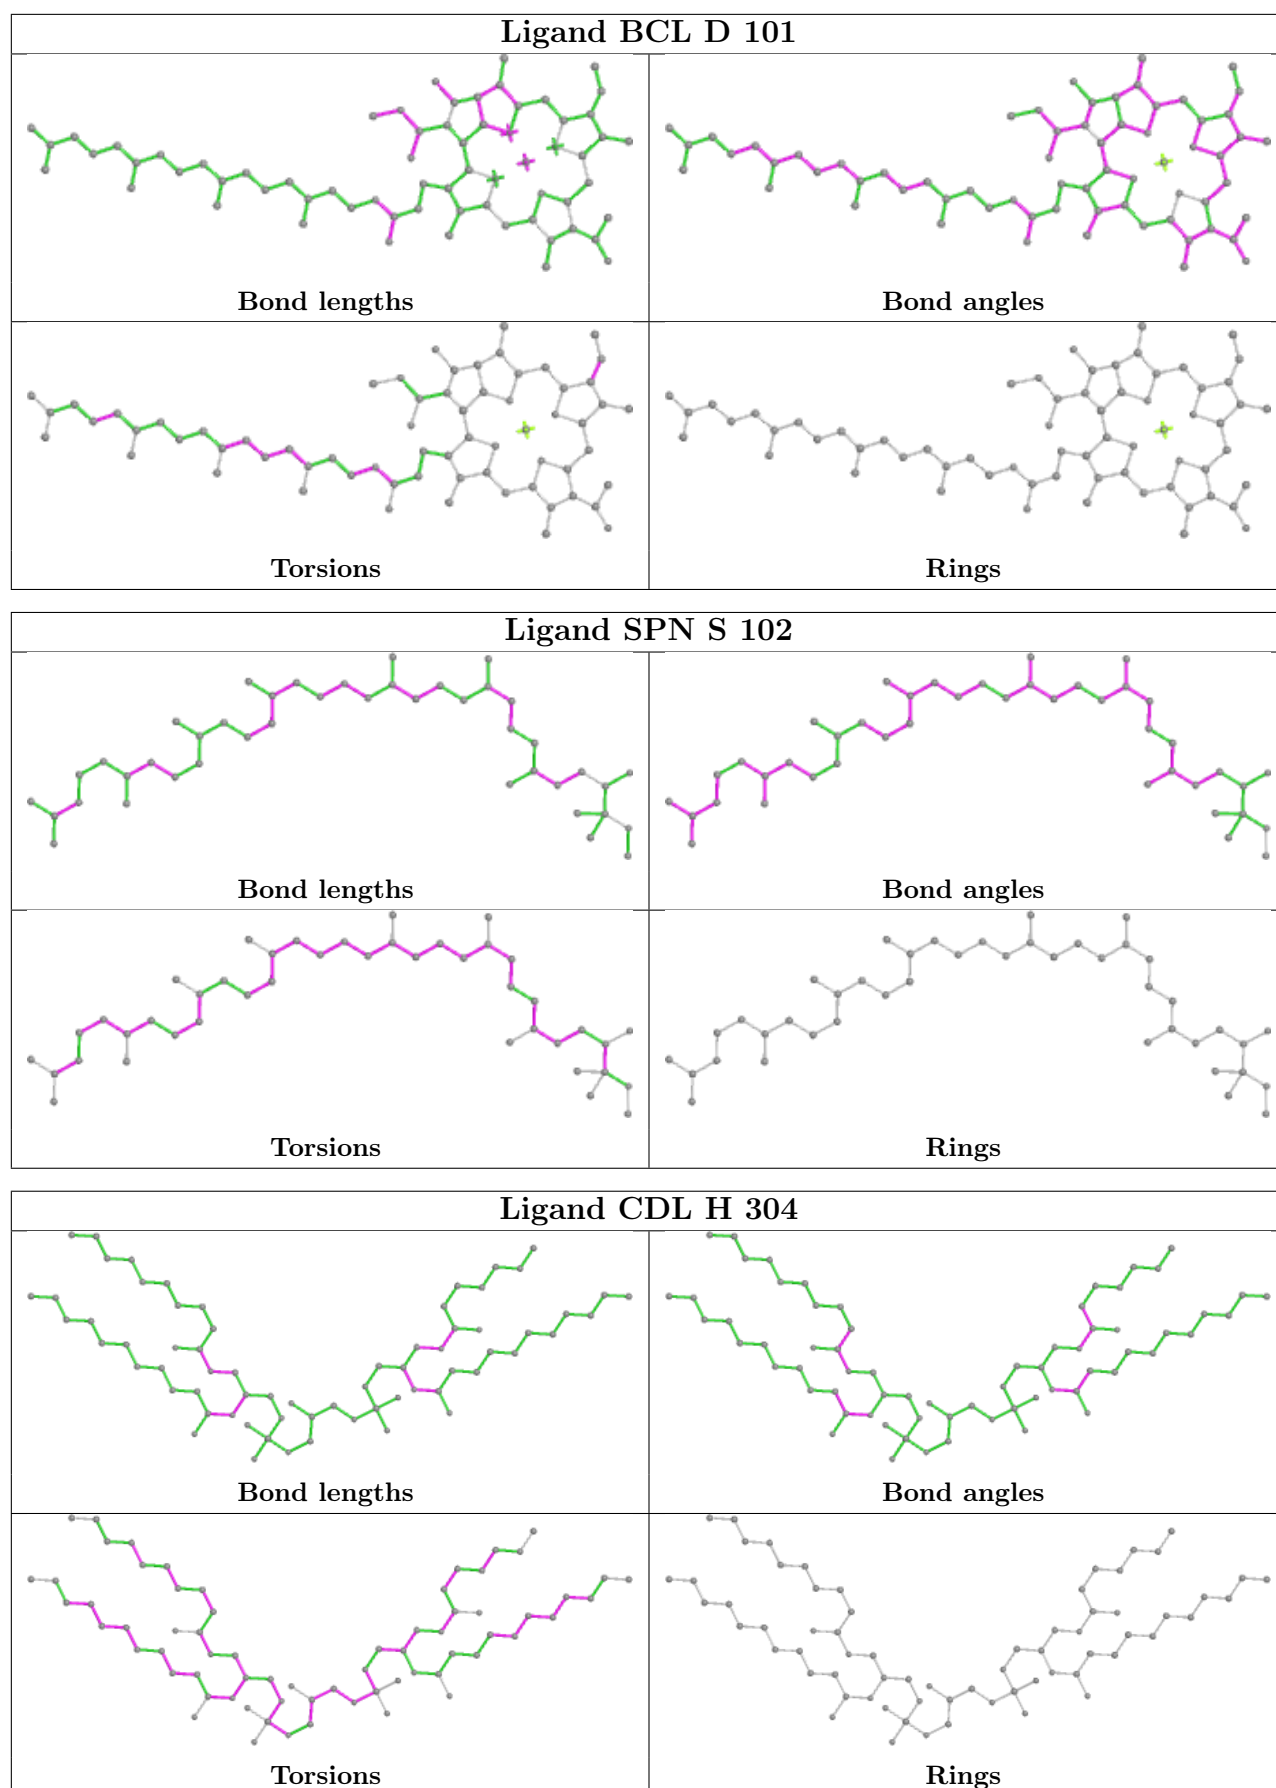 Ligand BCL D 101
Bond lengths
Bond angles
Torsions
Rings
Ligand SPN S 102
Bond lengths
Bond angles
Torsions
Rings
Ligand CDL H 304
Bond lengths
Bond angles
Torsions
Rings